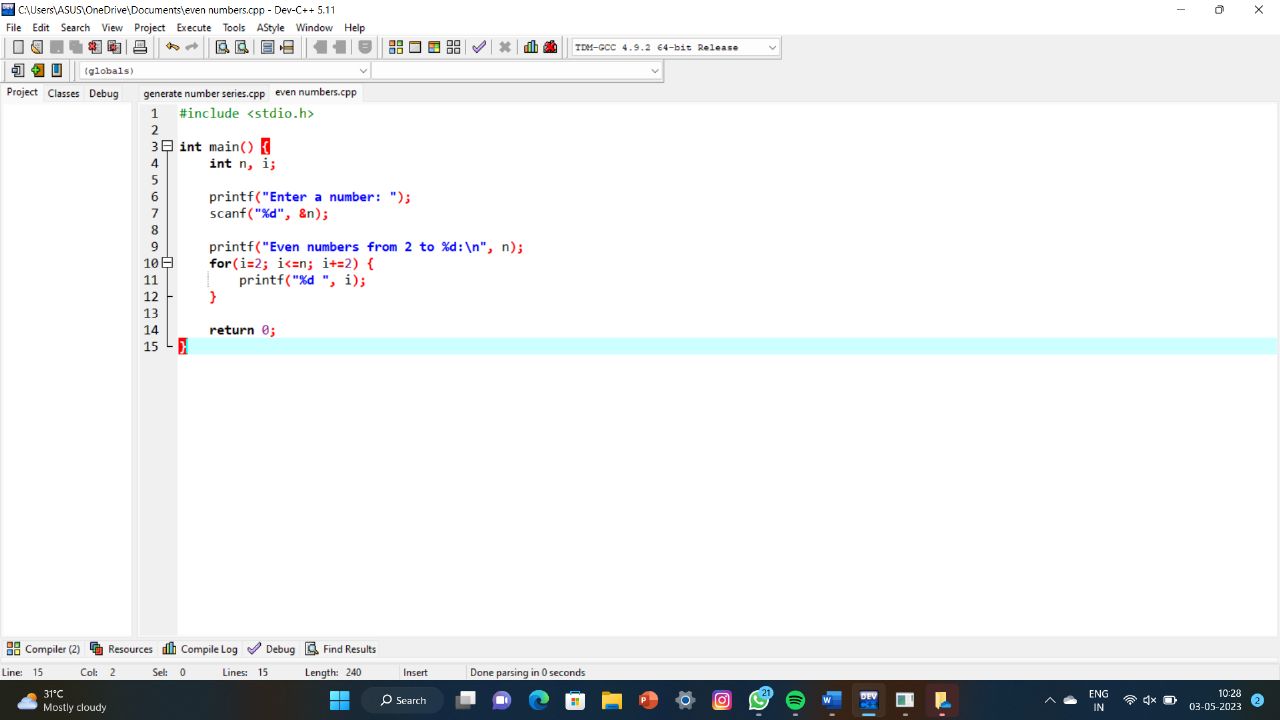 C:\Users\ASUS\OneDrive\Documents\even numbers.cpp - Dev-C++ 5.11
File Edit Search View Project Execute Tools AStyle Window Help
TDM-GCC 4.9.2 64-bit Release
(globals)
Project Classes Debug generate number series.cpp even numbers.cpp
1 #include <stdio.h>
2
3 int main() {
4 int n, i;
5
6 printf("Enter a number: ");
7 scanf("%d", &n);
8
9 printf("Even numbers from 2 to %d:\n", n);
10 for(i=2; i<=n; i+=2) {
11 printf("%d ", i);
12 }
13
14 return 0;
15 }
Compiler (2) Resources Compile Log Debug Find Results
Line: 15 Col: 2 Sel: 0 Lines: 15 Length: 240 Insert Done parsing in 0 seconds
31°C
Mostly cloudy
Search
DEV
21
ENG
IN
10:28
03-05-2023
2